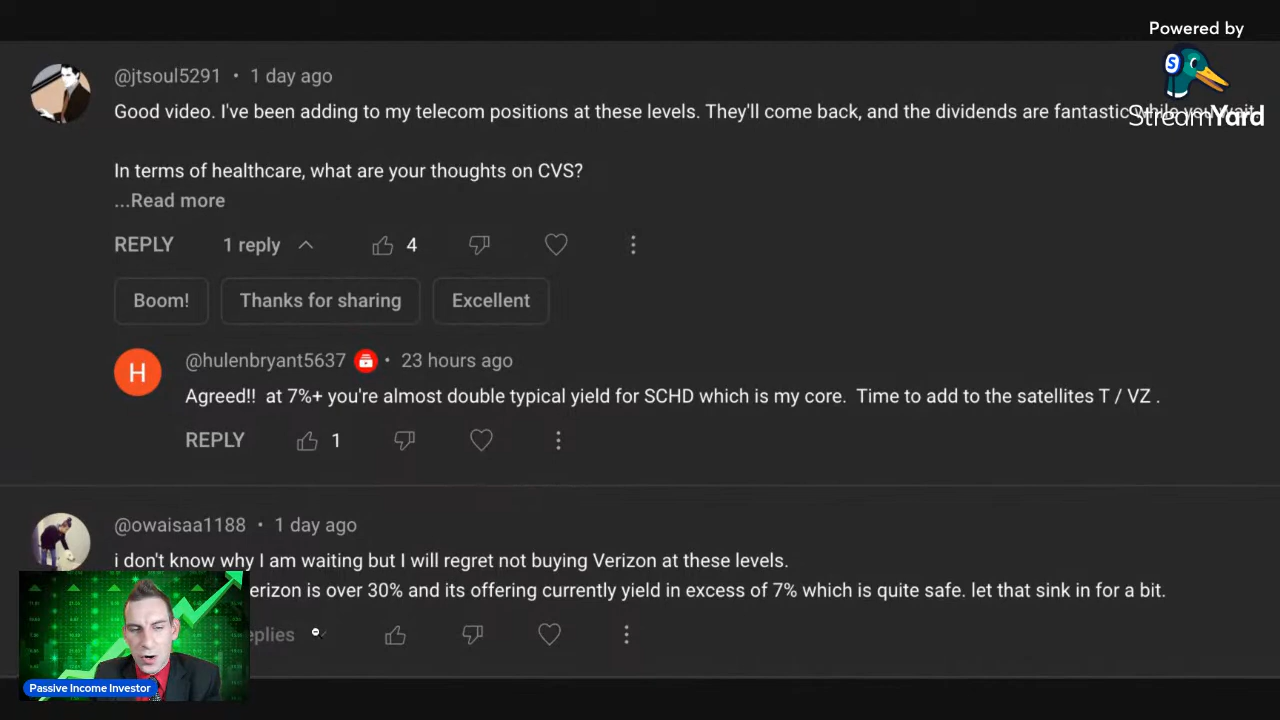 Powered by
StreamYard
@jtsoul5291 • 1 day ago
Good video. I've been adding to my telecom positions at these levels. They'll come back, and the dividends are fantastic while you wait.
In terms of healthcare, what are your thoughts on CVS?
...Read more
REPLY 1 reply 4
Boom! Thanks for sharing Excellent
H
@hulenbryant5637 • 23 hours ago
Agreed!! at 7%+ you're almost double typical yield for SCHD which is my core. Time to add to the satellites T / VZ .
REPLY 1
@owaisaa1188 • 1 day ago
i don't know why I am waiting but I will regret not buying Verizon at these levels.
erizon is over 30% and its offering currently yield in excess of 7% which is quite safe. let that sink in for a bit.
eplies
Passive Income Investor